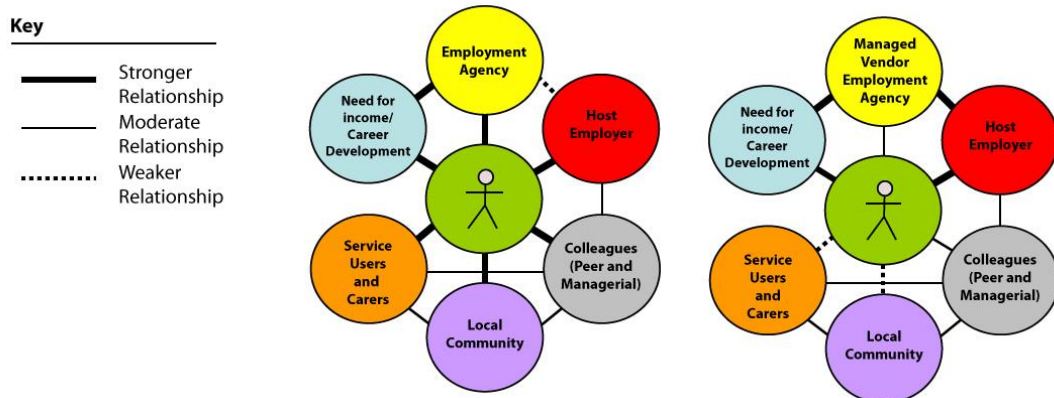 Key
Stronger
Relationship
Moderate
Relationship
Weaker
Relationship
Employment
Agency
Need for
income/
Career
Development
Host
Employer
Service
Users
and
Carers
Colleagues
(Peer and
Managerial)
Local
Community
Managed
Vendor
Employment
Agency
Need for
income/
Career
Development
Host
Employer
Service
Users
and
Carers
Colleagues
(Peer and
Managerial)
Local
Community